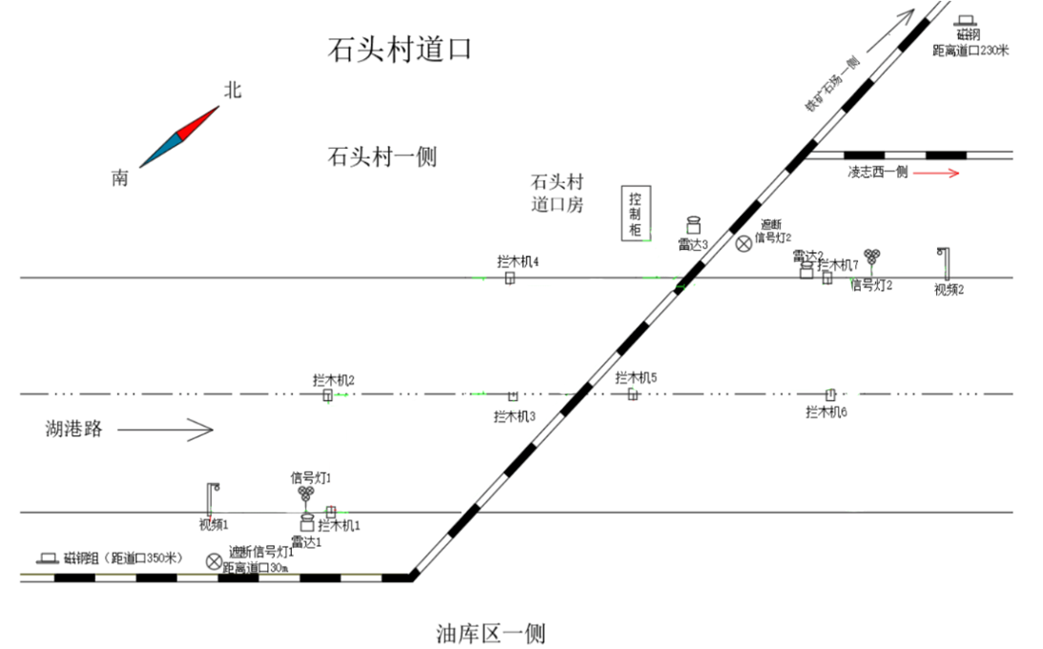 石头村道口
磁钢
距离道口230米
北
铁矿石场一侧
石头村一侧
南
凌志西一侧
石头村
道口房
控制柜
遮断
信号灯2
雷达3
雷达2
拦木机4
拦木机7
信号灯2
视频2
拦木机2
拦木机5
拦木机3
拦木机6
湖港路
信号灯1
视频1
拦木机1
雷达1
磁钢组（距道口350米）
遮断信号灯1
距离道口30m
油库区一侧